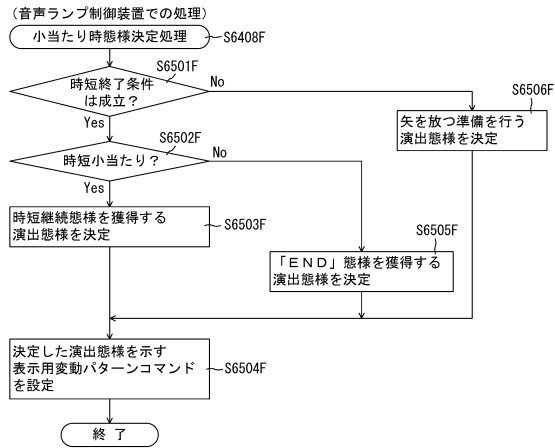 （音声ランプ制御装置での処理）
小当たり時態様決定処理
S6408F
時短終了条件
は成立？
S6501F
No
Yes
矢を放つ準備を行う
演出態様を決定
S6506F
時短小当たり？
S6502F
No
Yes
時短継続態様を獲得する
演出態様を決定
S6503F
「ＥＮＤ」態様を獲得する
演出態様を決定
S6505F
決定した演出態様を示す
表示用変動パターンコマンド
を設定
S6504F
終 了